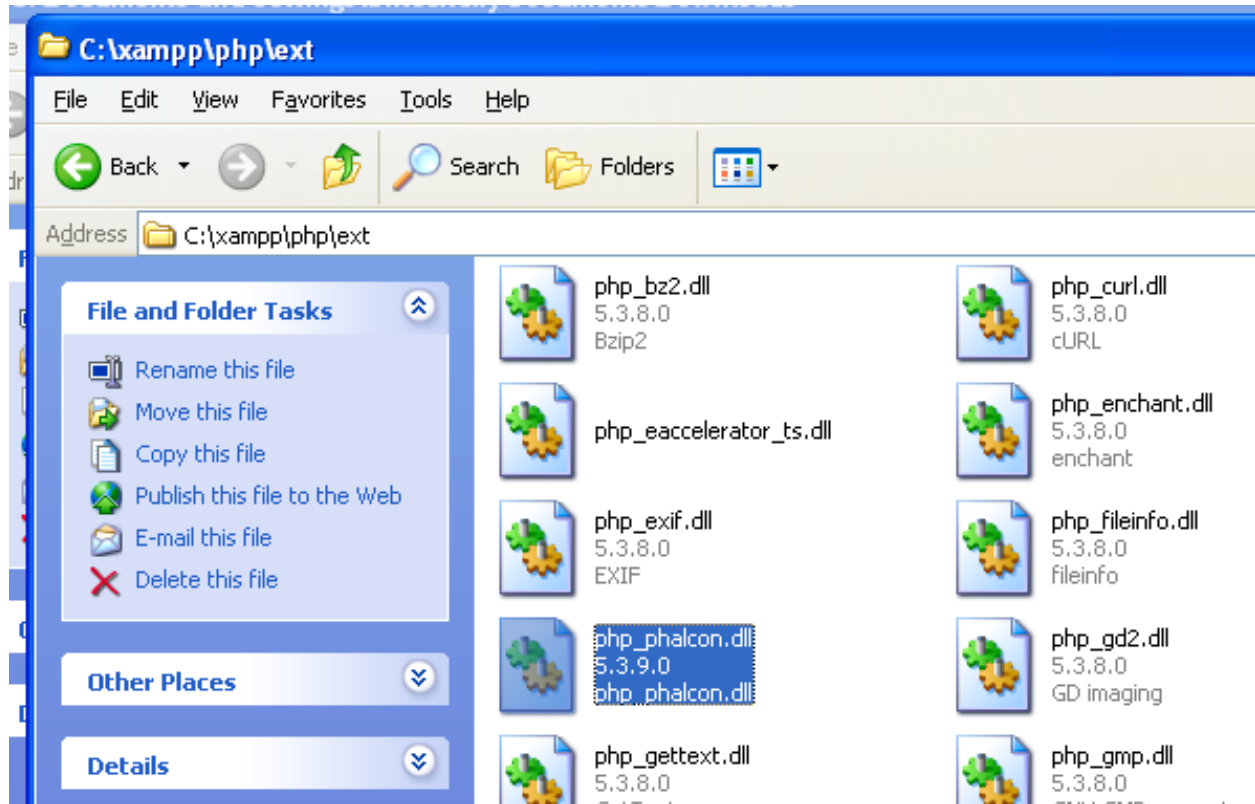 C:\xampp\php\ext
File Edit View Favorites Tools Help
Back Search Folders
Address C:\xampp\php\ext
File and Folder Tasks
Rename this file
Move this file
Copy this file
Publish this file to the Web
E-mail this file
Delete this file
Other Places
Details
php_bz2.dll
5.3.8.0
Bzip2
php_curl.dll
5.3.8.0
cURL
php_eaccelerator_ts.dll
php_enchant.dll
5.3.8.0
enchant
php_exif.dll
5.3.8.0
EXIF
php_fileinfo.dll
5.3.8.0
fileinfo
php_phalcon.dll
5.3.9.0
php_phalcon.dll
php_gd2.dll
5.3.8.0
GD imaging
php_gettext.dll
5.3.8.0
php_gmp.dll
5.3.8.0